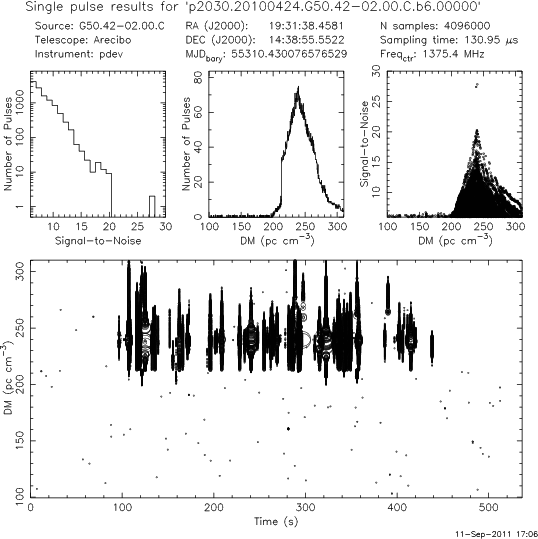 Single pulse results for 'p2030.20100424.G50.42-02.00.C.b6.00000'
Source: G50.42-02.00.C RA (J2000): 19:31:38.4581 N samples: 4096000
Telescope: Arecibo DEC (J2000): 14:38:55.5522 Sampling time: 130.95 μs
Instrument: pdev MJDbary: 55310.430076576529 Freqctr: 1375.4 MHz
Number of Pulses
1000
100
10
1
10 15 20 25 30
Signal-to-Noise
Number of Pulses
80
60
40
20
0
100 150 200 250 300
DM (pc cm-3)
Signal-to-Noise
30
25
20
15
10
100 150 200 250 300
DM (pc cm-3)
DM (pc cm-3)
300
250
200
150
100
0 100 200 300 400 500
Time (s)
11-Sep-2011 17:06